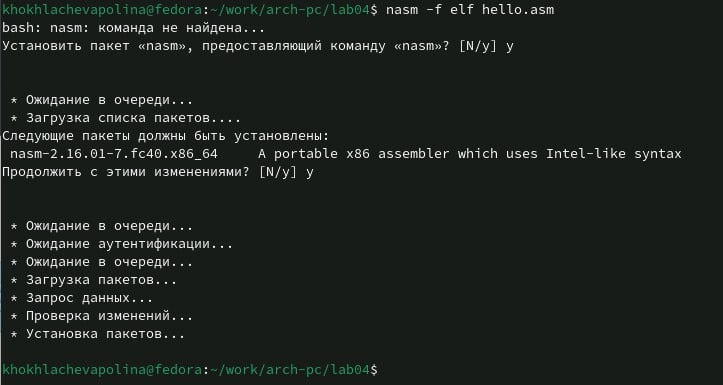 khokhlachevapolina@fedora:~/work/arch-pc/lab04$ nasm -f elf hello.asm
bash: nasm: команда не найдена...
Установить пакет «nasm», предоставляющий команду «nasm»? [N/y] y
* Ожидание в очереди...
* Загрузка списка пакетов....
Следующие пакеты должны быть установлены:
nasm-2.16.01-7.fc40.x86_64 A portable x86 assembler which uses Intel-like syntax
Продолжить с этими изменениями? [N/y] y
* Ожидание в очереди...
* Ожидание аутентификации...
* Ожидание в очереди...
* Загрузка пакетов...
* Запрос данных...
* Проверка изменений...
* Установка пакетов...
khokhlachevapolina@fedora:~/work/arch-pc/lab04$